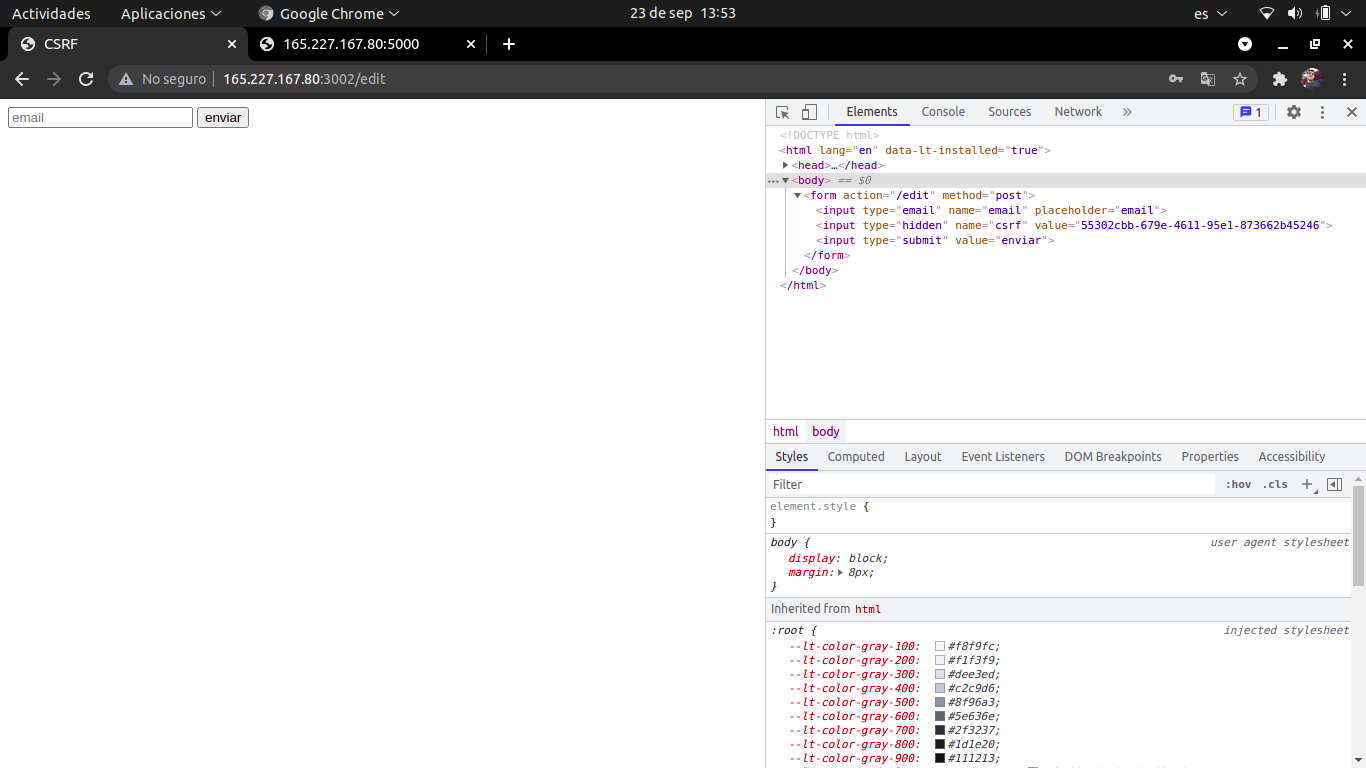 Actividades Aplicaciones Google Chrome 23 de sep 13:53 es
CSRF 165.227.167.80:5000
No seguro 165.227.167.80:3002/edit
email enviar
Elements Console Sources Network 1
<!DOCTYPE html>
<html lang="en" data-lt-installed="true">
<head>…</head>
<body> == $0
<form action="/edit" method="post">
<input type="email" name="email" placeholder="email">
<input type="hidden" name="csrf" value="55302cbb-679e-4611-95e1-873662b45246">
<input type="submit" value="enviar">
</form>
</body>
</html>
html body
Styles Computed Layout Event Listeners DOM Breakpoints Properties Accessibility
Filter :hov .cls
element.style {
}
body { user agent stylesheet
display: block;
margin: 8px;
}
Inherited from html
:root { injected stylesheet
--lt-color-gray-100: #f8f9fc;
--lt-color-gray-200: #f1f3f9;
--lt-color-gray-300: #dee3ed;
--lt-color-gray-400: #c2c9d6;
--lt-color-gray-500: #8f96a3;
--lt-color-gray-600: #5e636e;
--lt-color-gray-700: #2f3237;
--lt-color-gray-800: #1d1e20;
--lt-color-gray-900: #111213;